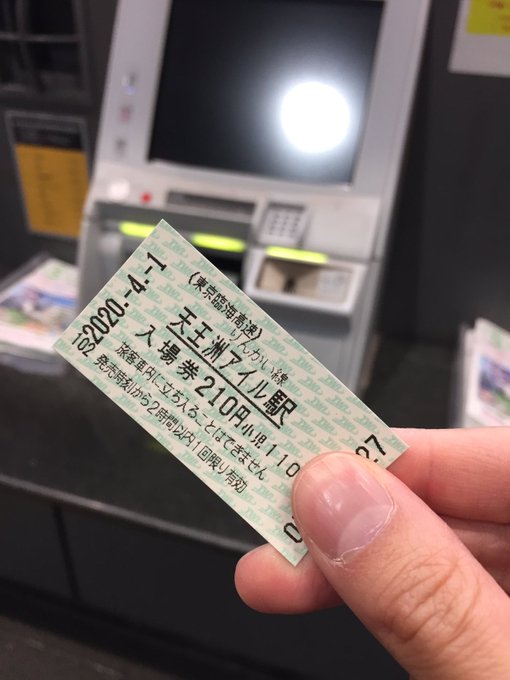 2020.-4.-1
102
(東京臨海高速)
りんかい線
天王洲アイル駅
入場券210円小児110
旅客車内に立ち入ることはできません
発売時刻から2時間以内1回限り有効
27